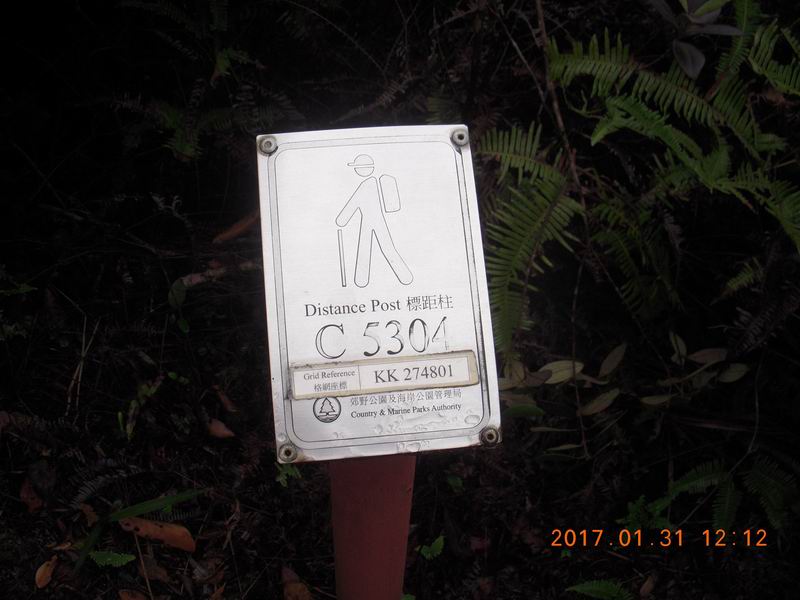 Distance Post 標距柱
C 5304
Grid Reference
格網座標
KK 274801
郊野公園及海岸公園管理局
Country & Marine Parks Authority
2017.01.31 12:12